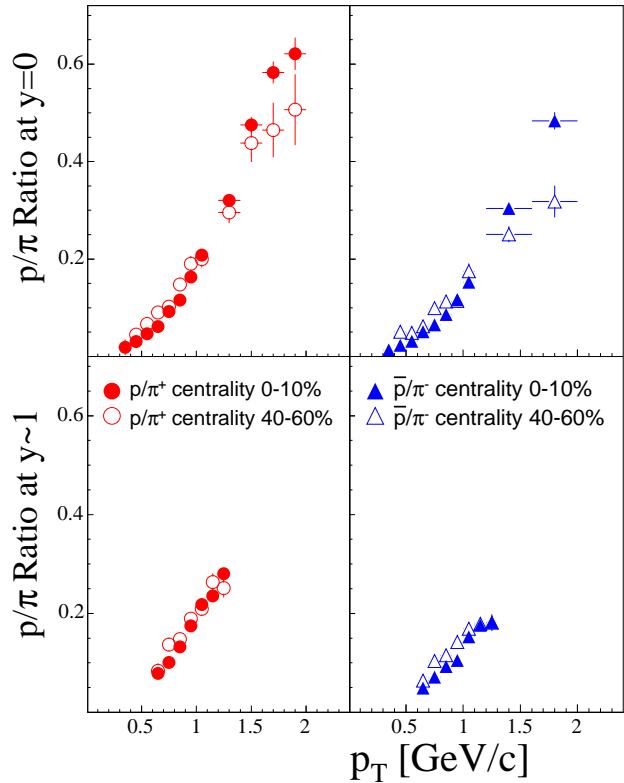 p/π Ratio at y=0
0.6
0.4
0.2
p/π Ratio at y~1
p/π⁺ centrality 0-10%
p/π⁺ centrality 40-60%
p̅/π⁻ centrality 0-10%
p̅/π⁻ centrality 40-60%
0.6
0.4
0.2
0.5 1 1.5 2 0.5 1 1.5 2
p_T [GeV/c]